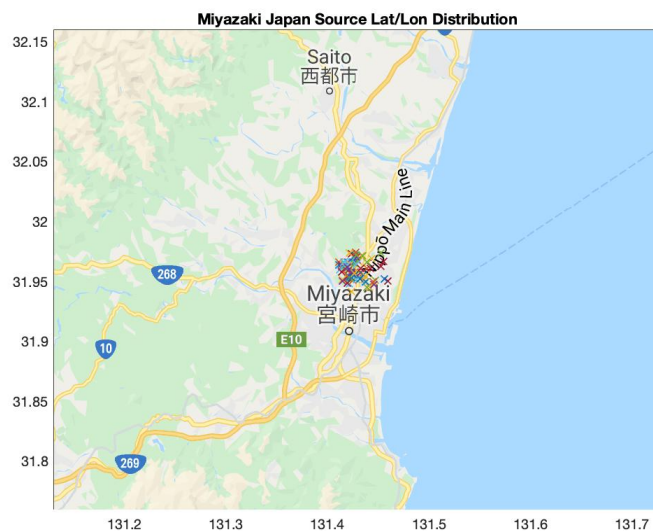 Miyazaki Japan Source Lat/Lon Distribution
32.15
32.1
32.05
32
31.95
31.9
31.85
31.8
Saito
西都市
Nippō Main Line
268
Miyazaki
宮崎市
E10
10
269
131.2
131.3
131.4
131.5
131.6
131.7